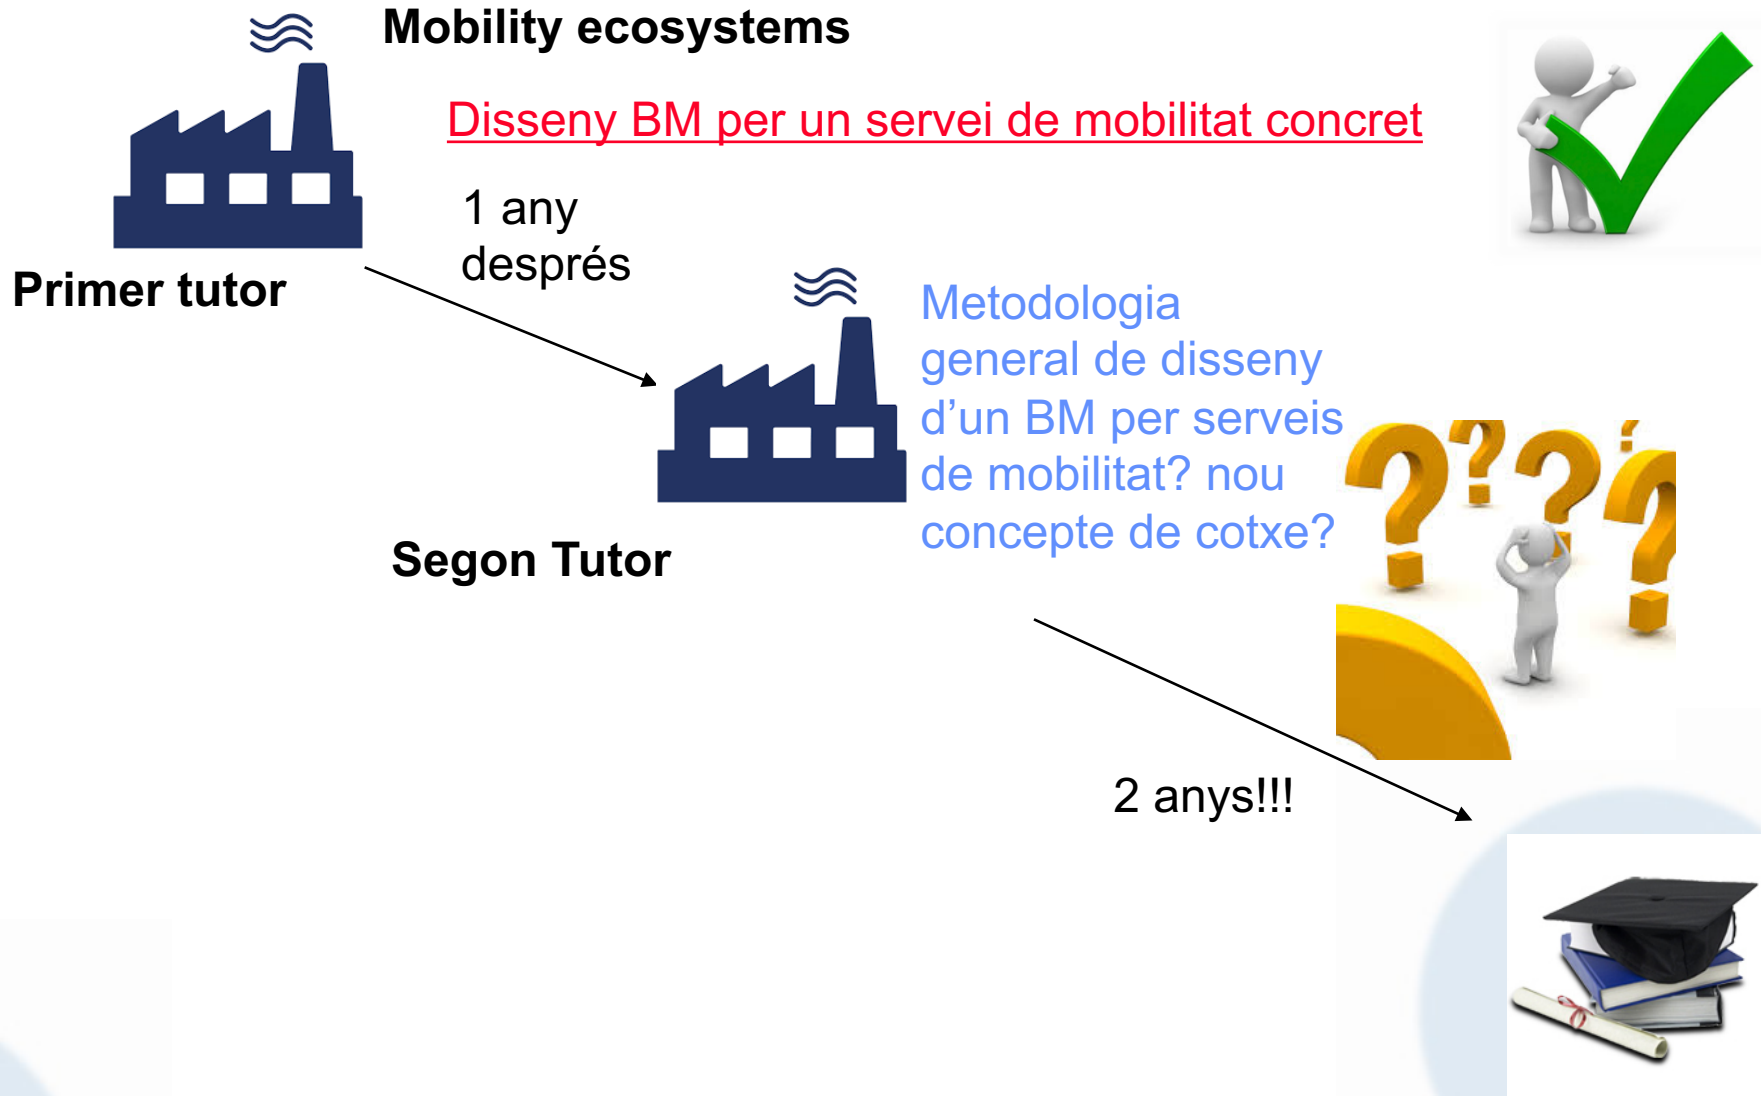 Mobility ecosystems
Disseny BM per un servei de mobilitat concret
1 any
després
Primer tutor
Metodologia
general de disseny
d’un BM per serveis
de mobilitat? nou
concepte de cotxe?
Segon Tutor
2 anys!!!